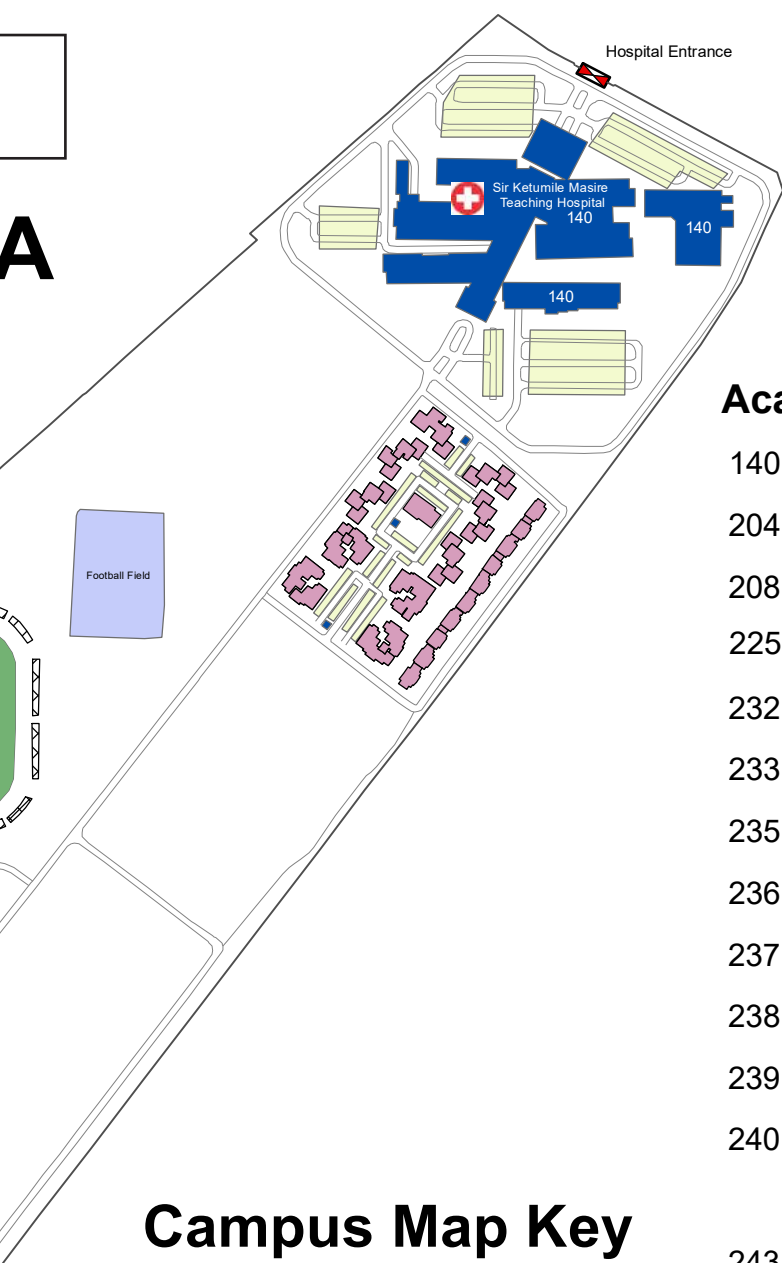 Hospital Entrance
Sir Ketumile Masire
Teaching Hospital
140
140
140
A
Aca
140
204
Football Field
208
225
232
233
235
236
237
238
239
240
Campus Map Key
243